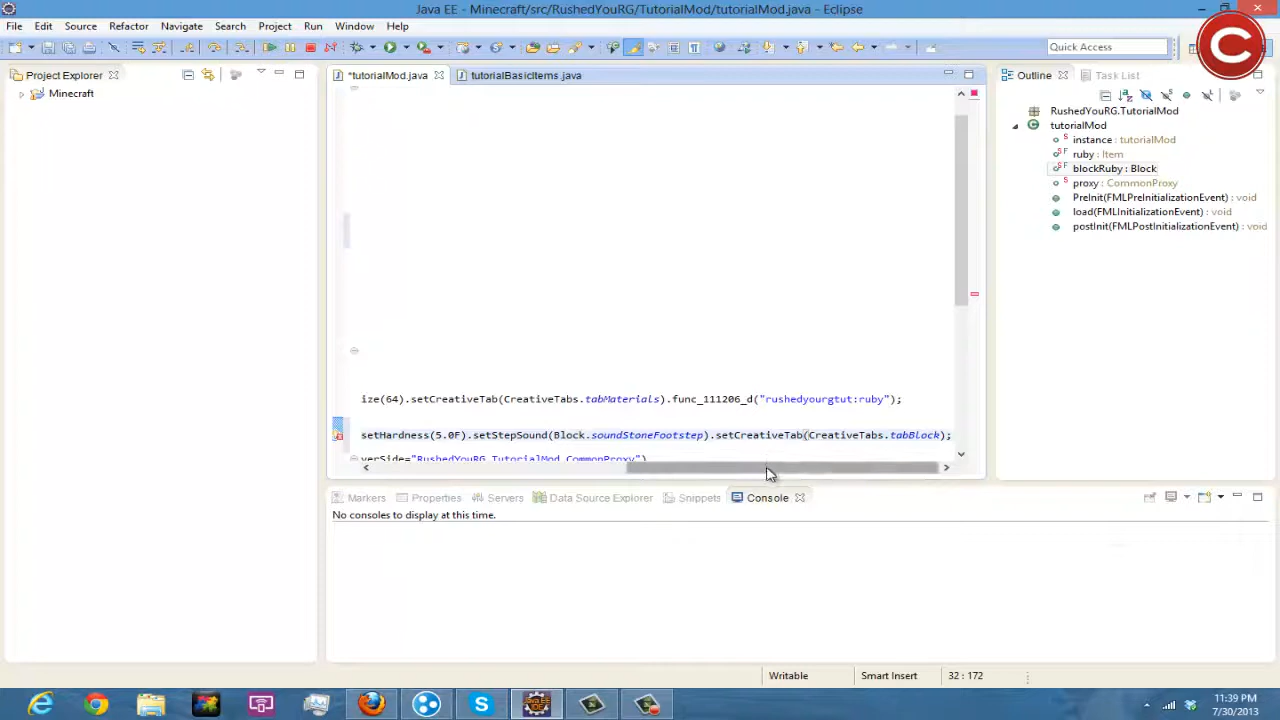 Java EE - Minecraft/src/RushedYouRG/TutorialMod/tutorialMod.java - Eclipse
File Edit Source Refactor Navigate Search Project Run Window Help
Quick Access
Project Explorer
Minecraft
*tutorialMod.java
tutorialBasicItems.java
ize(64).setCreativeTab(CreativeTabs.tabMaterials).func_111206_d("rushedyourgtut:ruby");
setHardness(5.0F).setStepSound(Block.soundStoneFootstep).setCreativeTab(CreativeTabs.tabBlock);
verSide="RushedYouRG.TutorialMod.CommonProxy")
Outline
Task List
RushedYouRG.TutorialMod
tutorialMod
instance : tutorialMod
ruby : Item
blockRuby : Block
proxy : CommonProxy
PreInit(FMLPreInitializationEvent) : void
load(FMLInitializationEvent) : void
postInit(FMLPostInitializationEvent) : void
Markers Properties Servers Data Source Explorer Snippets Console
No consoles to display at this time.
Writable Smart Insert 32 : 172
11:39 PM
7/30/2013